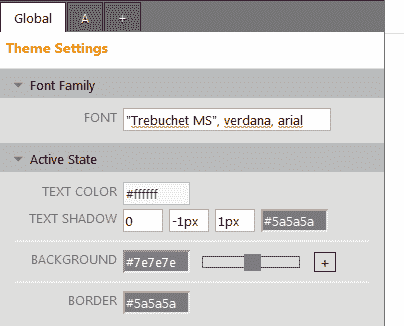 Global A +
Theme Settings
Font Family
FONT "Trebuchet MS", verdana, arial
Active State
TEXT COLOR #ffffff
TEXT SHADOW 0 -1px 1px #5a5a5a
BACKGROUND #7e7e7e +
BORDER #5a5a5a